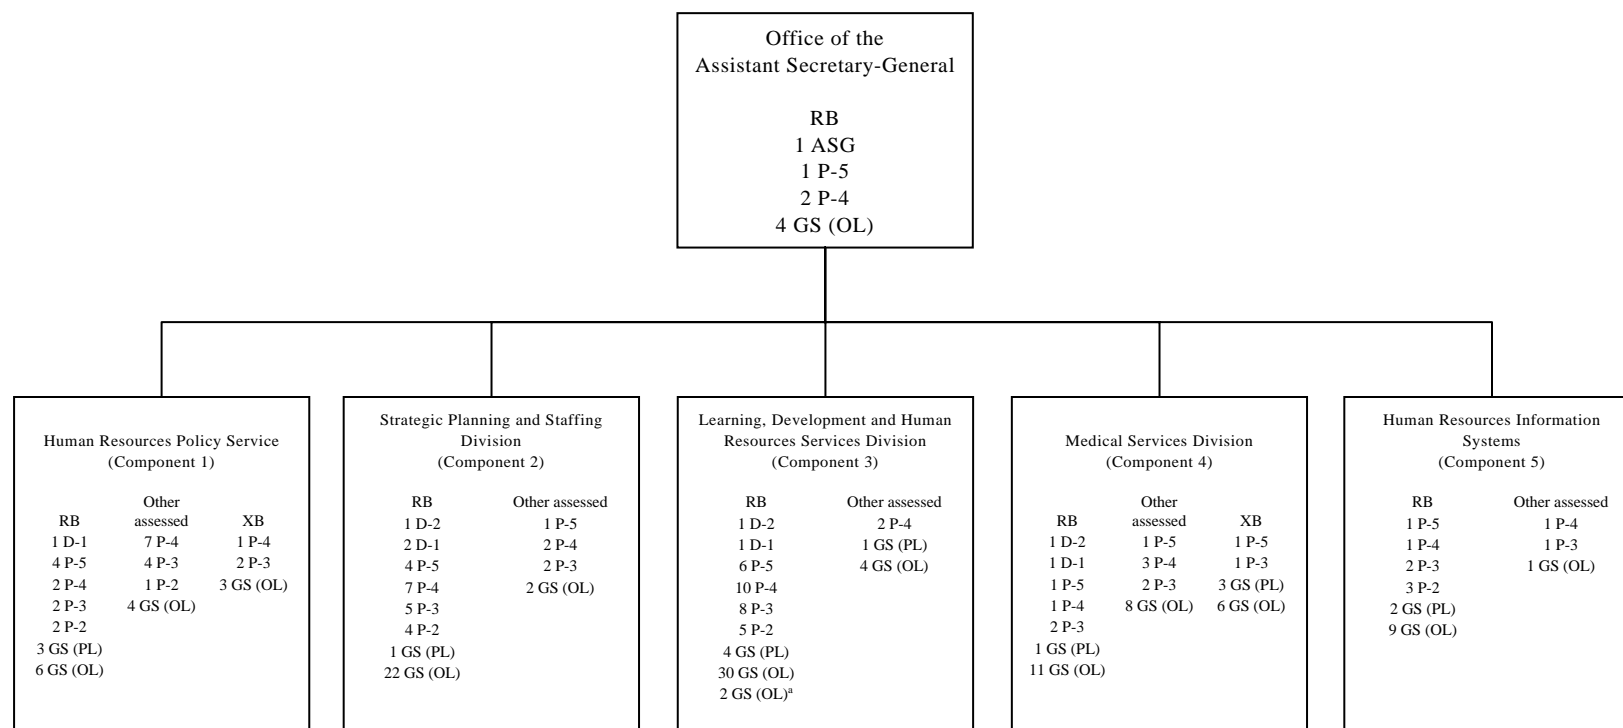 Office of the
Assistant Secretary-General
RB
1 ASG
1 P-5
2 P-4
4 GS (OL)
Human Resources Policy Service
(Component 1)
RB
1 D-1
4 P-5
2 P-4
2 P-3
2 P-2
3 GS (PL)
6 GS (OL)
Other
assessed
7 P-4
4 P-3
1 P-2
4 GS (OL)
XB
1 P-4
2 P-3
3 GS (OL)
Strategic Planning and Staffing
Division
(Component 2)
RB
1 D-2
2 D-1
4 P-5
7 P-4
5 P-3
4 P-2
1 GS (PL)
22 GS (OL)
Other assessed
1 P-5
2 P-4
2 P-3
2 GS (OL)
Learning, Development and Human
Resources Services Division
(Component 3)
RB
1 D-2
1 D-1
6 P-5
10 P-4
8 P-3
5 P-2
4 GS (PL)
30 GS (OL)
2 GS (OL)ᵃ
Other assessed
2 P-4
1 GS (PL)
4 GS (OL)
Medical Services Division
(Component 4)
RB
1 D-2
1 D-1
1 P-5
1 P-4
2 P-3
1 GS (PL)
11 GS (OL)
Other
assessed
1 P-5
3 P-4
2 P-3
8 GS (OL)
XB
1 P-5
1 P-3
3 GS (PL)
6 GS (OL)
Human Resources Information
Systems
(Component 5)
RB
1 P-5
1 P-4
2 P-3
3 P-2
2 GS (PL)
9 GS (OL)
Other assessed
1 P-4
1 P-3
1 GS (OL)